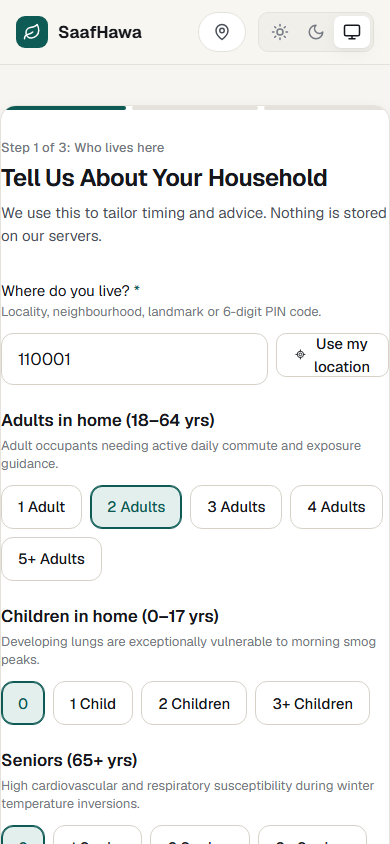 SaafHawa
Step 1 of 3: Who lives here
Tell Us About Your Household
We use this to tailor timing and advice. Nothing is stored
on our servers.
Where do you live? *
Locality, neighbourhood, landmark or 6-digit PIN code.
110001
Use my
location
Adults in home (18–64 yrs)
Adult occupants needing active daily commute and exposure
guidance.
1 Adult
2 Adults
3 Adults
4 Adults
5+ Adults
Children in home (0–17 yrs)
Developing lungs are exceptionally vulnerable to morning smog
peaks.
0
1 Child
2 Children
3+ Children
Seniors (65+ yrs)
High cardiovascular and respiratory susceptibility during winter
temperature inversions.